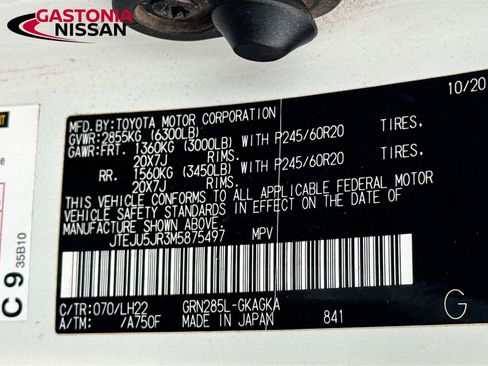 GASTONIA
NISSAN
10/20
MFD.BY:TOYOTA MOTOR CORPORATION
GVWR:2855KG (6300LB)
GAWR:FRT. 1360KG (3000LB) WITH P245/60R20 TIRES.
20X7J RIMS.
RR. 1560KG (3450LB) WITH P245/60R20 TIRES.
20X7J RIMS.
THIS VEHICLE CONFORMS TO ALL APPLICABLE FEDERAL MOTOR
VEHICLE SAFETY STANDARDS IN EFFECT ON THE DATE OF
MANUFACTURE SHOWN ABOVE.
JTEJU5JR3M5875497 MPV
C/TR:070/LH22 GRN285L-GKAGKA
A/TM: /A750F MADE IN JAPAN 841
G
C 9
35B10